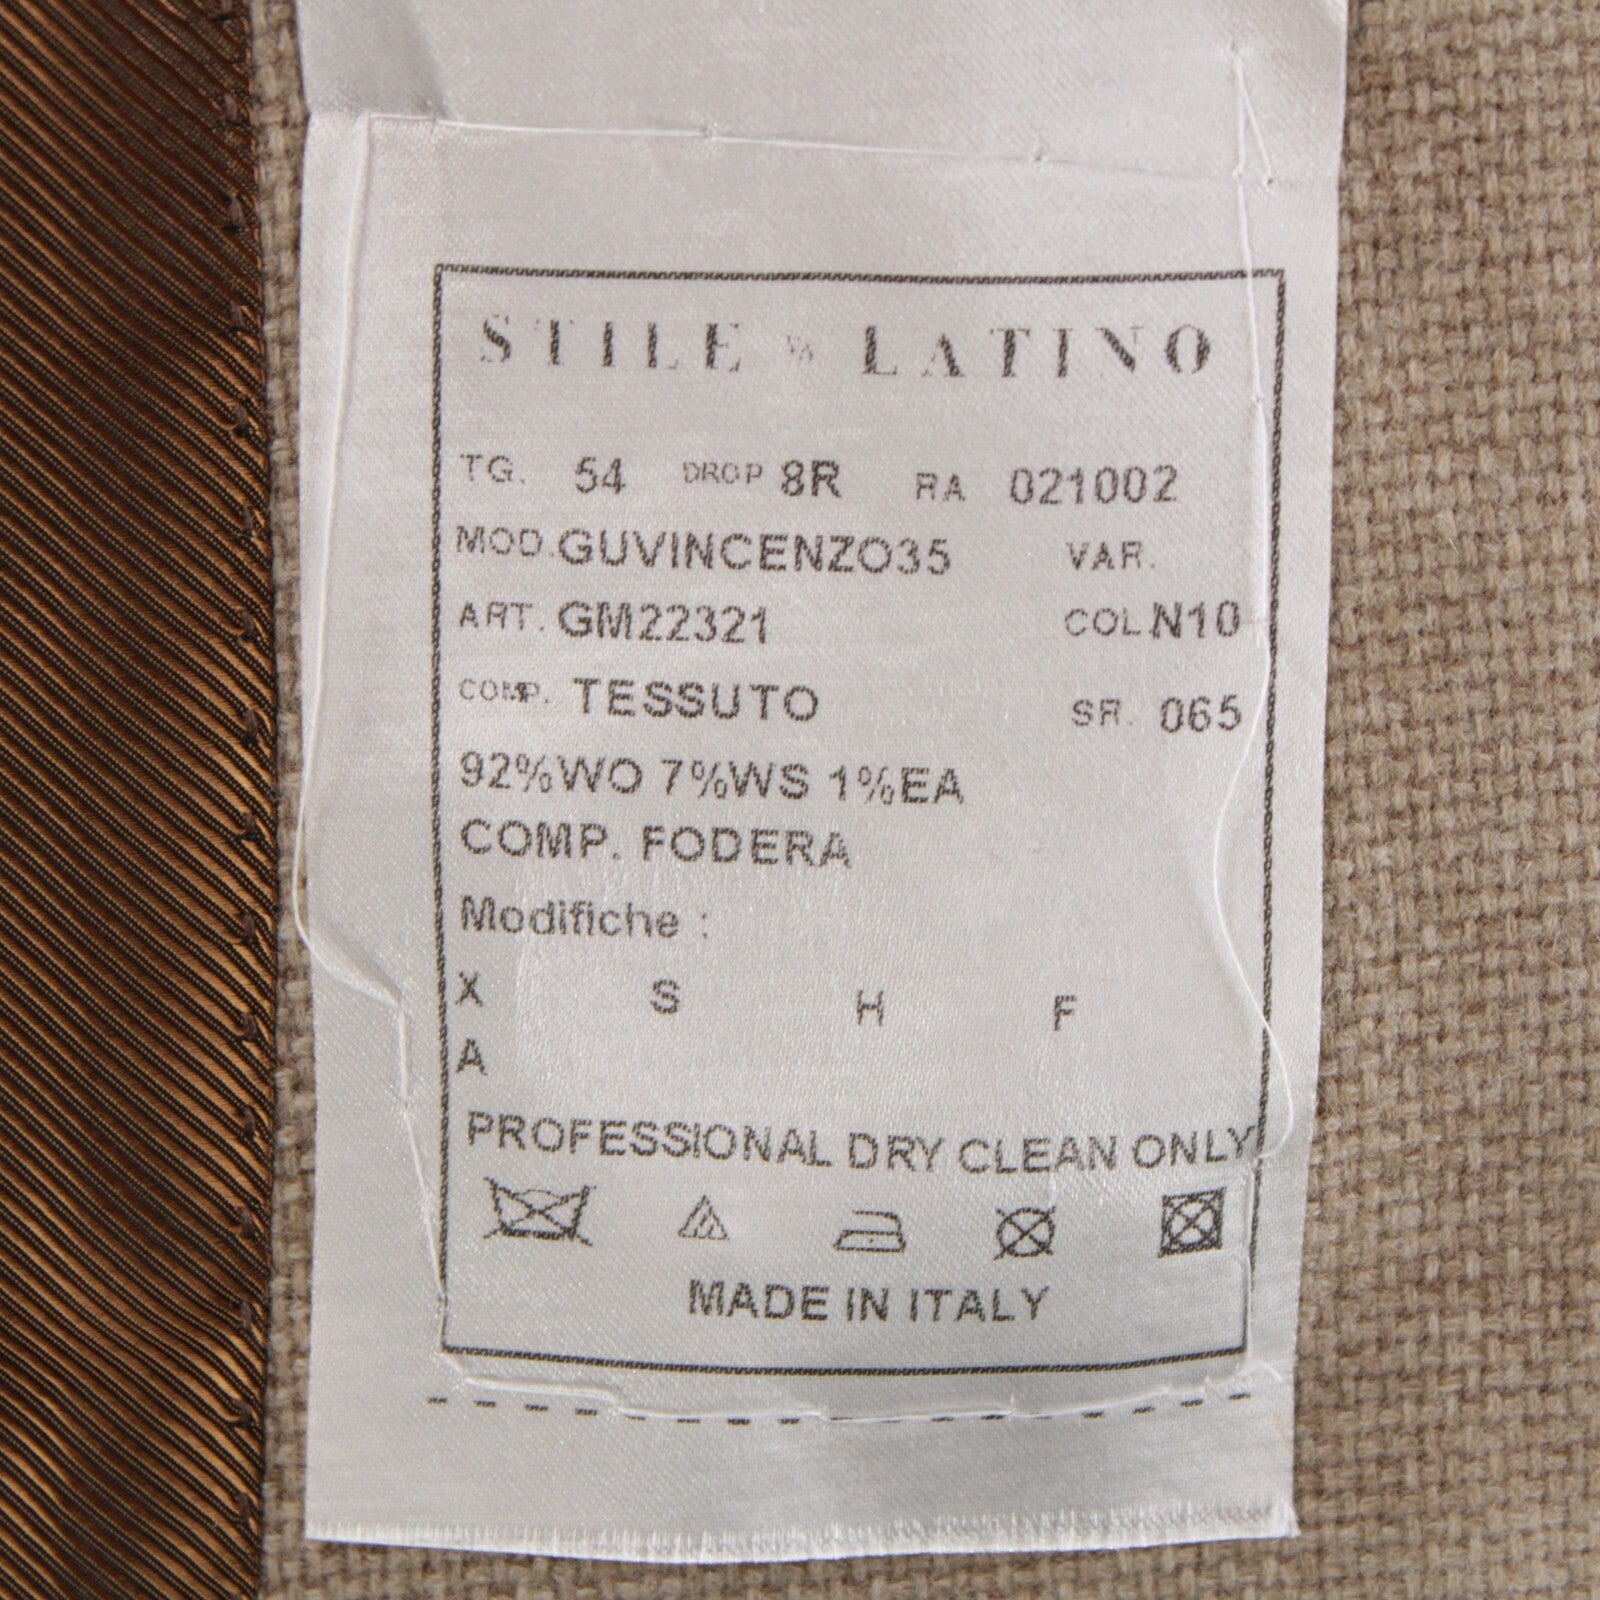 STILE LATINO
TG. 54 DROP 8R RA 021002
MOD. GUVINCENZO35 VAR.
ART. GM22321 COL. N10
COMP. TESSUTO SR. 065
92%WO 7%WS 1%EA
COMP. FODERA
Modifiche :
X S H F
A
PROFESSIONAL DRY CLEAN ONLY
MADE IN ITALY